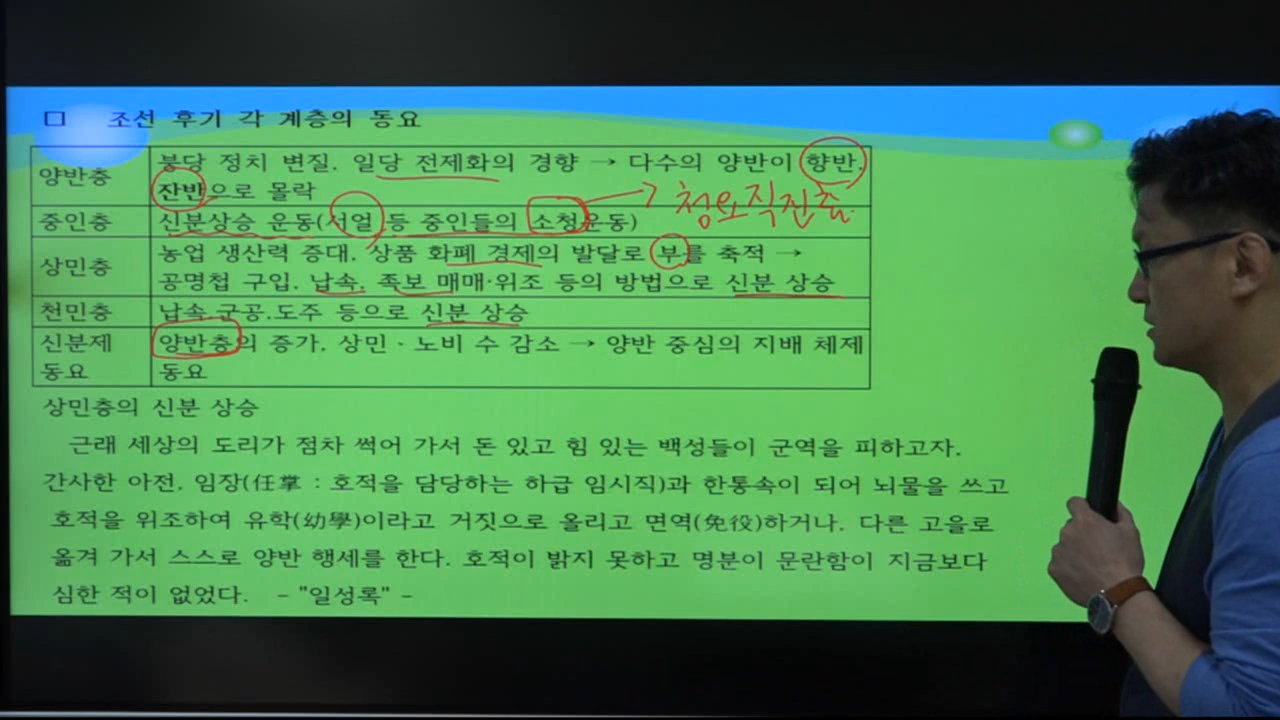 □ 조선 후기 각 계층의 동요
양반층
붕당 정치 변질. 일당 전제화의 경향 → 다수의 양반이 향반.
잔반으로 몰락
청요직진출
중인층
신분상승 운동(서얼 등 중인들의 소청운동)
상민층
농업 생산력 증대. 상품 화폐 경제의 발달로 부를 축적 →
공명첩 구입. 납속. 족보 매매·위조 등의 방법으로 신분 상승
천민층
납속.군공.도주 등으로 신분 상승
신분제
동요
양반층의 증가. 상민·노비 수 감소 → 양반 중심의 지배 체제
동요
상민층의 신분 상승
근래 세상의 도리가 점차 썩어 가서 돈 있고 힘 있는 백성들이 군역을 피하고자.
간사한 아전. 임장(任掌 : 호적을 담당하는 하급 임시직)과 한통속이 되어 뇌물을 쓰고
호적을 위조하여 유학(幼學)이라고 거짓으로 올리고 면역(免役)하거나. 다른 고을로
옮겨 가서 스스로 양반 행세를 한다. 호적이 밝지 못하고 명분이 문란함이 지금보다
심한 적이 없었다. - "일성록" -